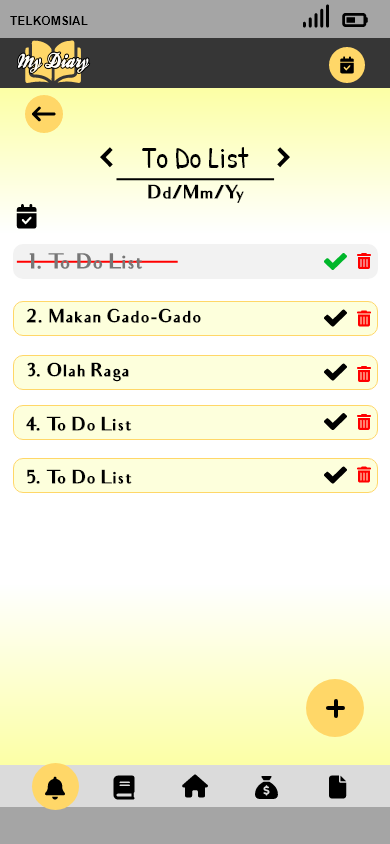 TELKOMSIAL
My Diary
To Do List
Dd/Mm/Yy
1. To Do List
2. Makan Gado-Gado
3. Olah Raga
4. To Do List
5. To Do List